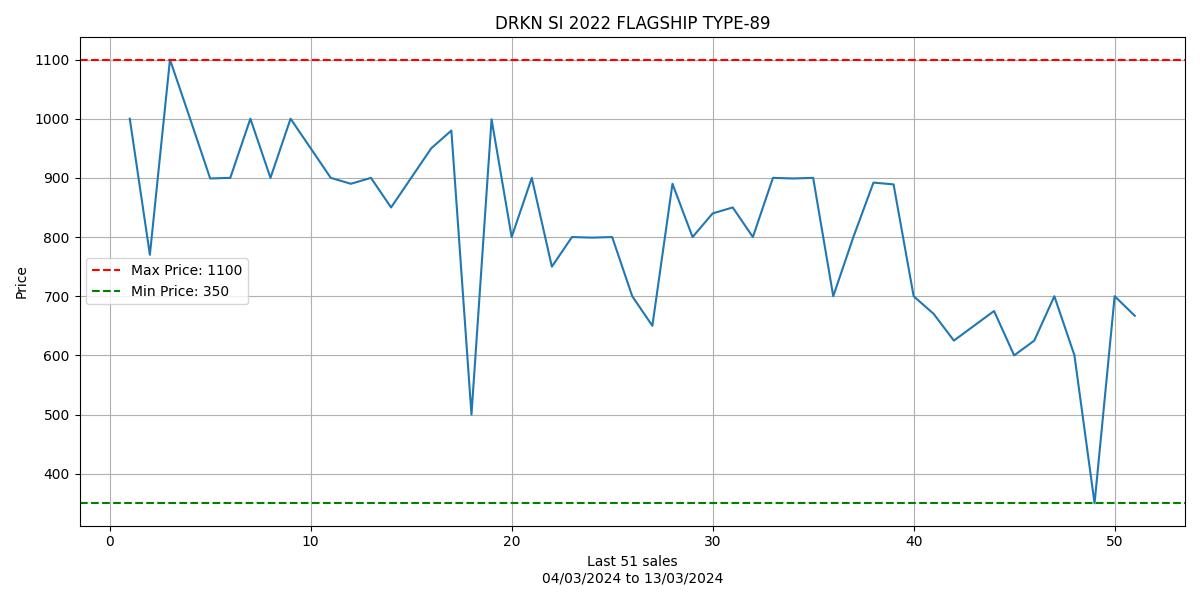 DRKN SI 2022 FLAGSHIP TYPE-89
1100
1000
900
800
700
600
500
400
Price
Max Price: 1100
Min Price: 350
0
10
20
30
40
50
Last 51 sales
04/03/2024 to 13/03/2024